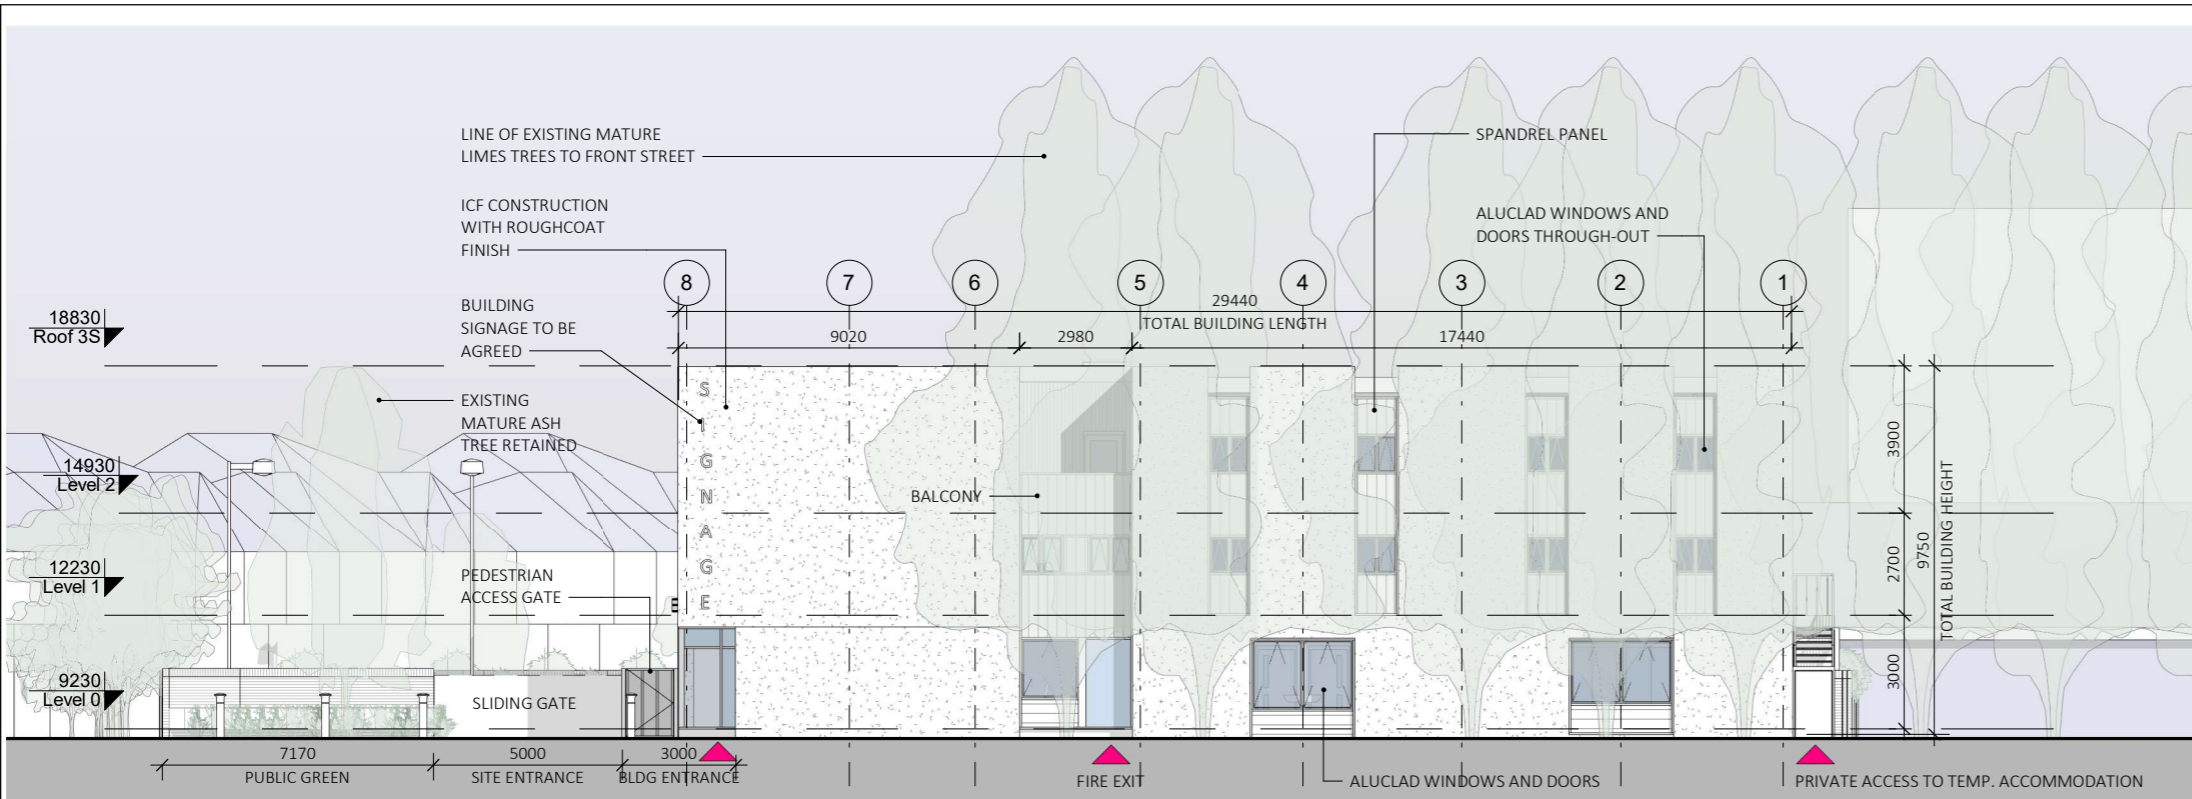 LINE OF EXISTING MATURE
LIMES TREES TO FRONT STREET
SPANDREL PANEL
ICF CONSTRUCTION
WITH ROUGHCOAT
FINISH
ALUCLAD WINDOWS AND
DOORS THROUGH-OUT
8
7
6
5
4
3
2
1
BUILDING
SIGNAGE TO BE
AGREED
29440
TOTAL BUILDING LENGTH
9020
2980
17440
18830
Roof 3S
EXISTING
MATURE ASH
TREE RETAINED
SIGNAGE
14930
Level 2
BALCONY
3900
2700
3000
9750
TOTAL BUILDING HEIGHT
12230
Level 1
PEDESTRIAN
ACCESS GATE
9230
Level 0
SLIDING GATE
7170
5000
3000
PUBLIC GREEN
SITE ENTRANCE
BLDG ENTRANCE
FIRE EXIT
ALUCLAD WINDOWS AND DOORS
PRIVATE ACCESS TO TEMP. ACCOMMODATION